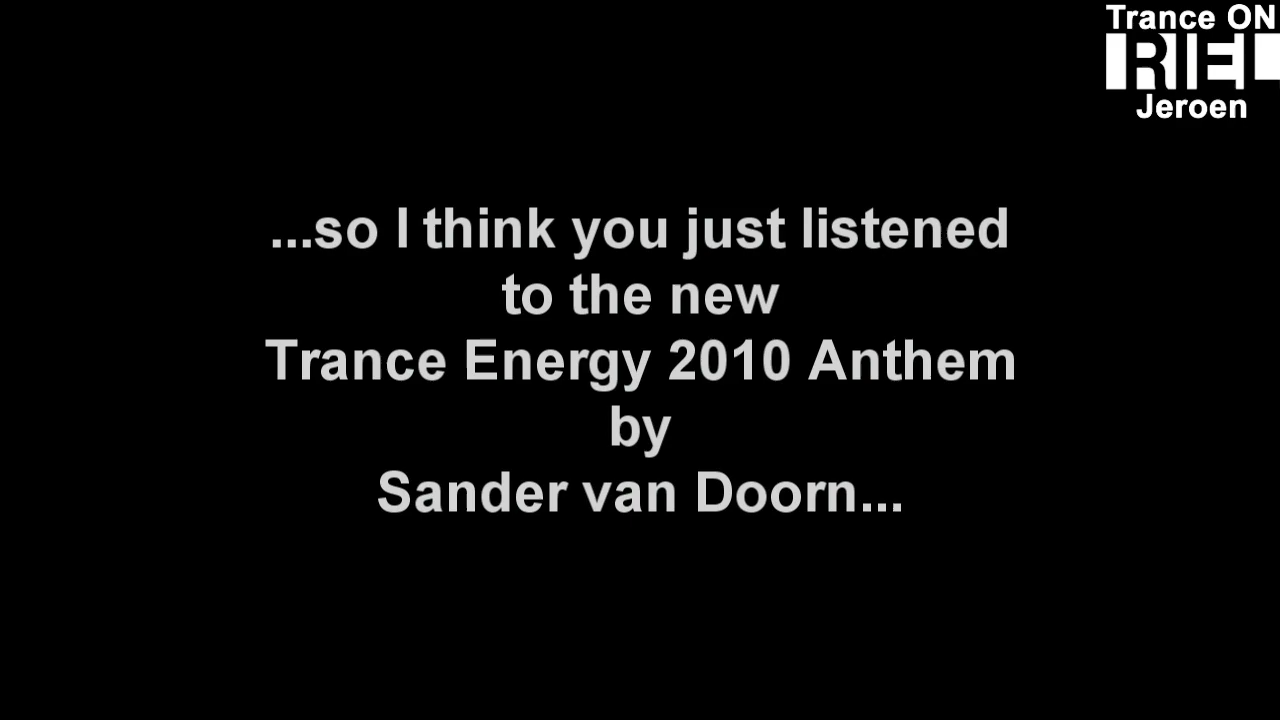 Trance ON
RIEL
Jeroen
...so I think you just listened
to the new
Trance Energy 2010 Anthem
by
Sander van Doorn...